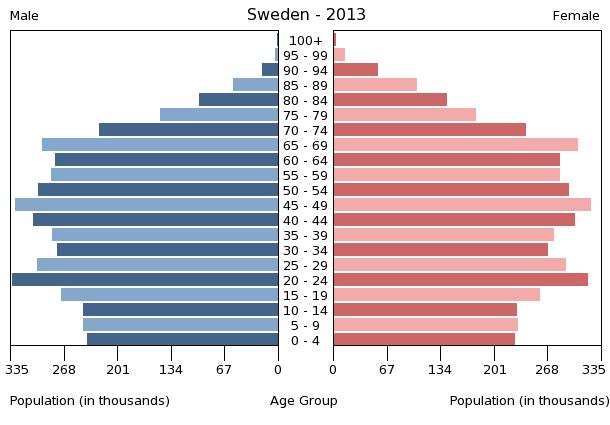 Sweden - 2013
Male
Female
100+
95 - 99
90 - 94
85 - 89
80 - 84
75 - 79
70 - 74
65 - 69
60 - 64
55 - 59
50 - 54
45 - 49
40 - 44
35 - 39
30 - 34
25 - 29
20 - 24
15 - 19
10 - 14
5 - 9
0 - 4
335 268 201 134 67 0 0 67 134 201 268 335
Population (in thousands) Age Group Population (in thousands)